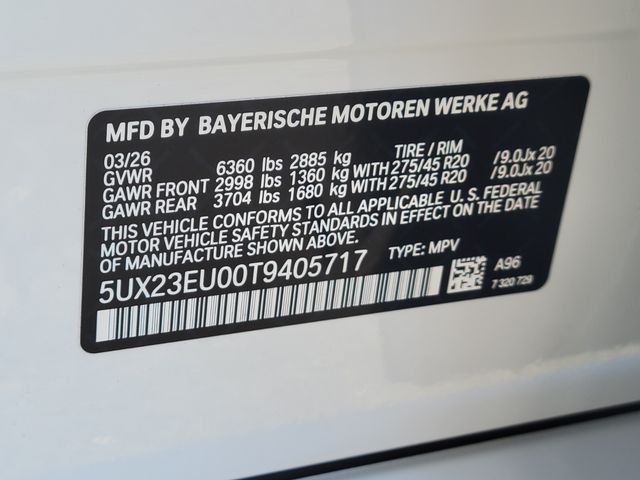 MFD BY BAYERISCHE MOTOREN WERKE AG
03/26 TIRE / RIM
GVWR 6360 lbs 2885 kg
GAWR FRONT 2998 lbs 1360 kg WITH 275/45 R20 /9.0Jx20
GAWR REAR 3704 lbs 1680 kg WITH 275/45 R20 /9.0Jx20
THIS VEHICLE CONFORMS TO ALL APPLICABLE U.S. FEDERAL
MOTOR VEHICLE SAFETY STANDARDS IN EFFECT ON THE DATE
OF MANUFACTURE SHOWN ABOVE.
5UX23EU00T9405717 TYPE: MPV
A96
7 320 729